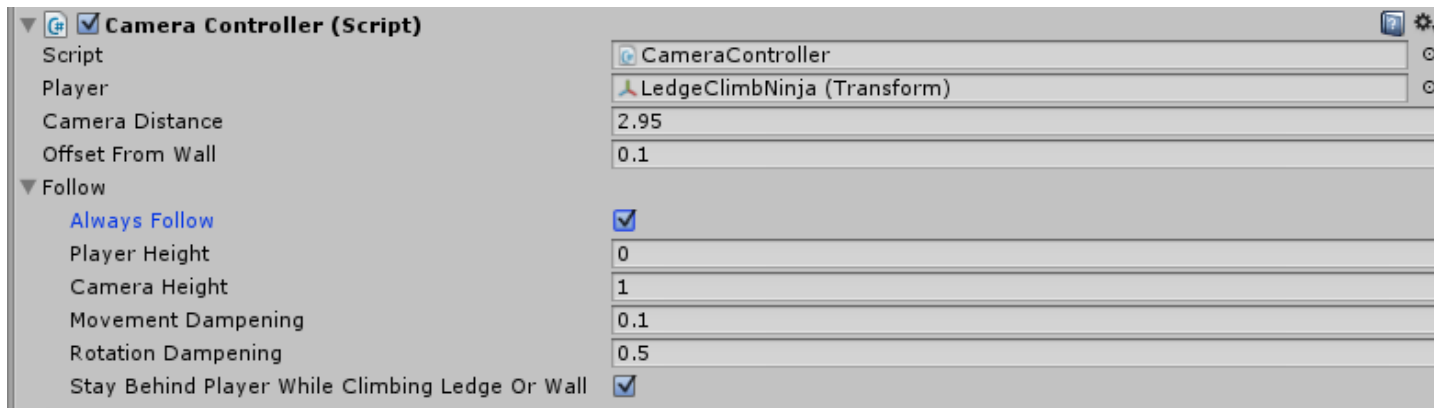 Camera Controller (Script)
Script CameraController
Player LedgeClimbNinja (Transform)
Camera Distance 2.95
Offset From Wall 0.1
Follow
Always Follow
Player Height 0
Camera Height 1
Movement Dampening 0.1
Rotation Dampening 0.5
Stay Behind Player While Climbing Ledge Or Wall